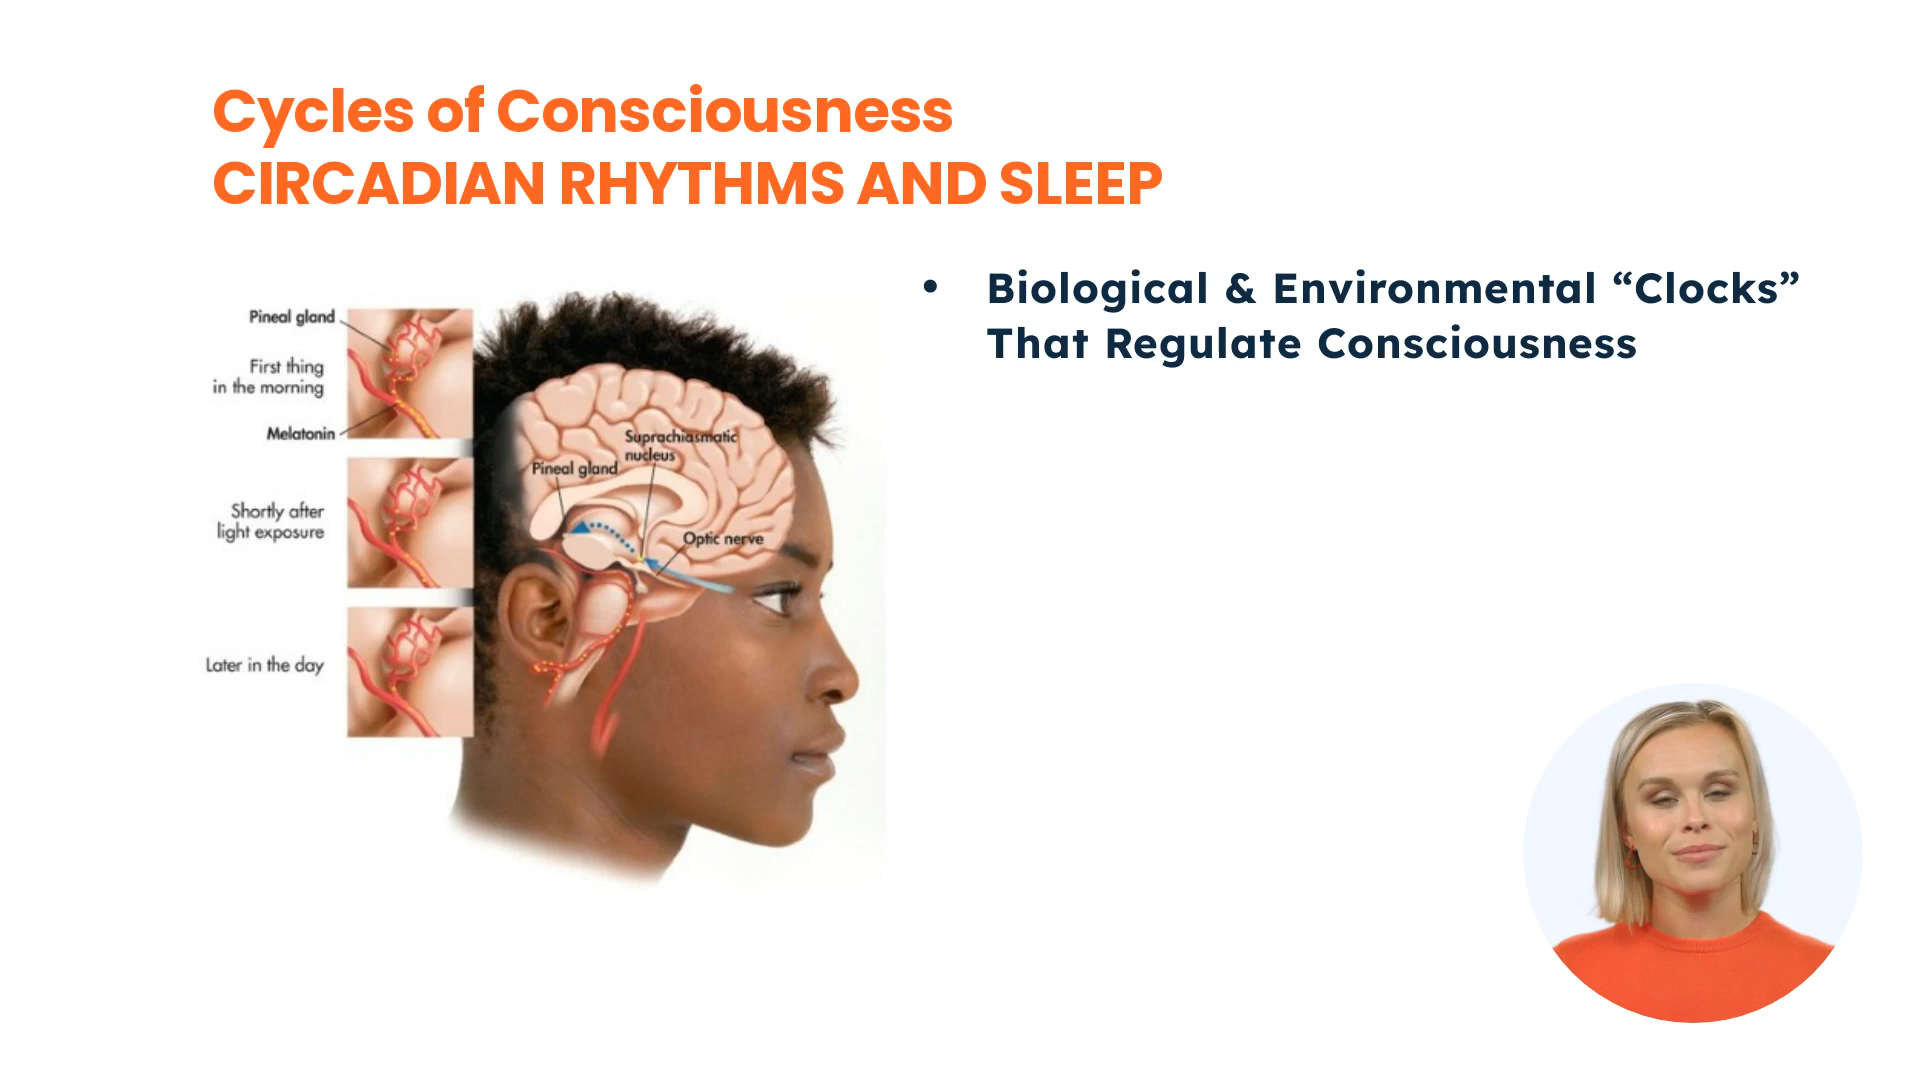 Cycles of Consciousness
CIRCADIAN RHYTHMS AND SLEEP
• Biological & Environmental “Clocks”
That Regulate Consciousness
Pineal gland
First thing
in the morning
Melatonin
Shortly after
light exposure
Later in the day
Suprachiasmatic
nucleus
Pineal gland
Optic nerve